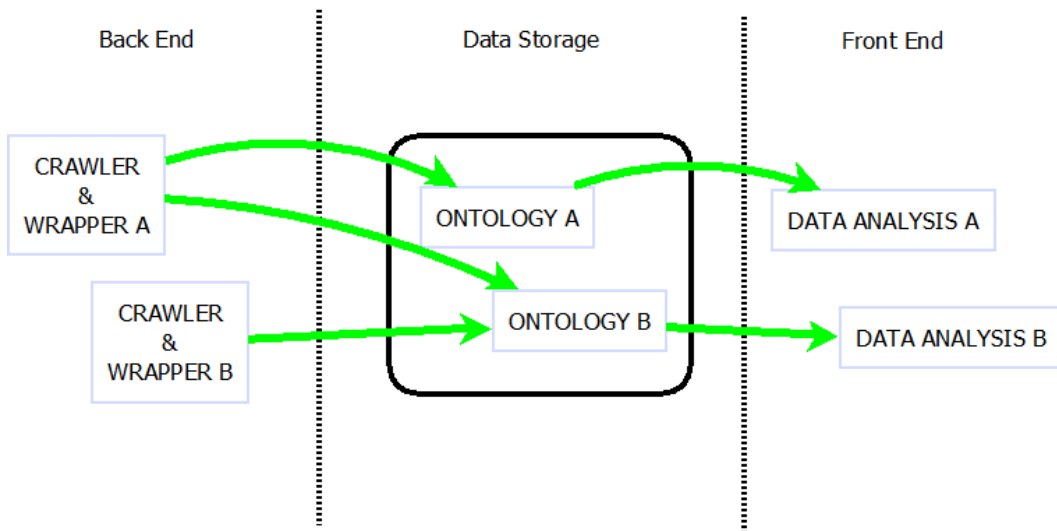 Back End
Data Storage
Front End
CRAWLER
&
WRAPPER A
ONTOLOGY A
DATA ANALYSIS A
CRAWLER
&
WRAPPER B
ONTOLOGY B
DATA ANALYSIS B